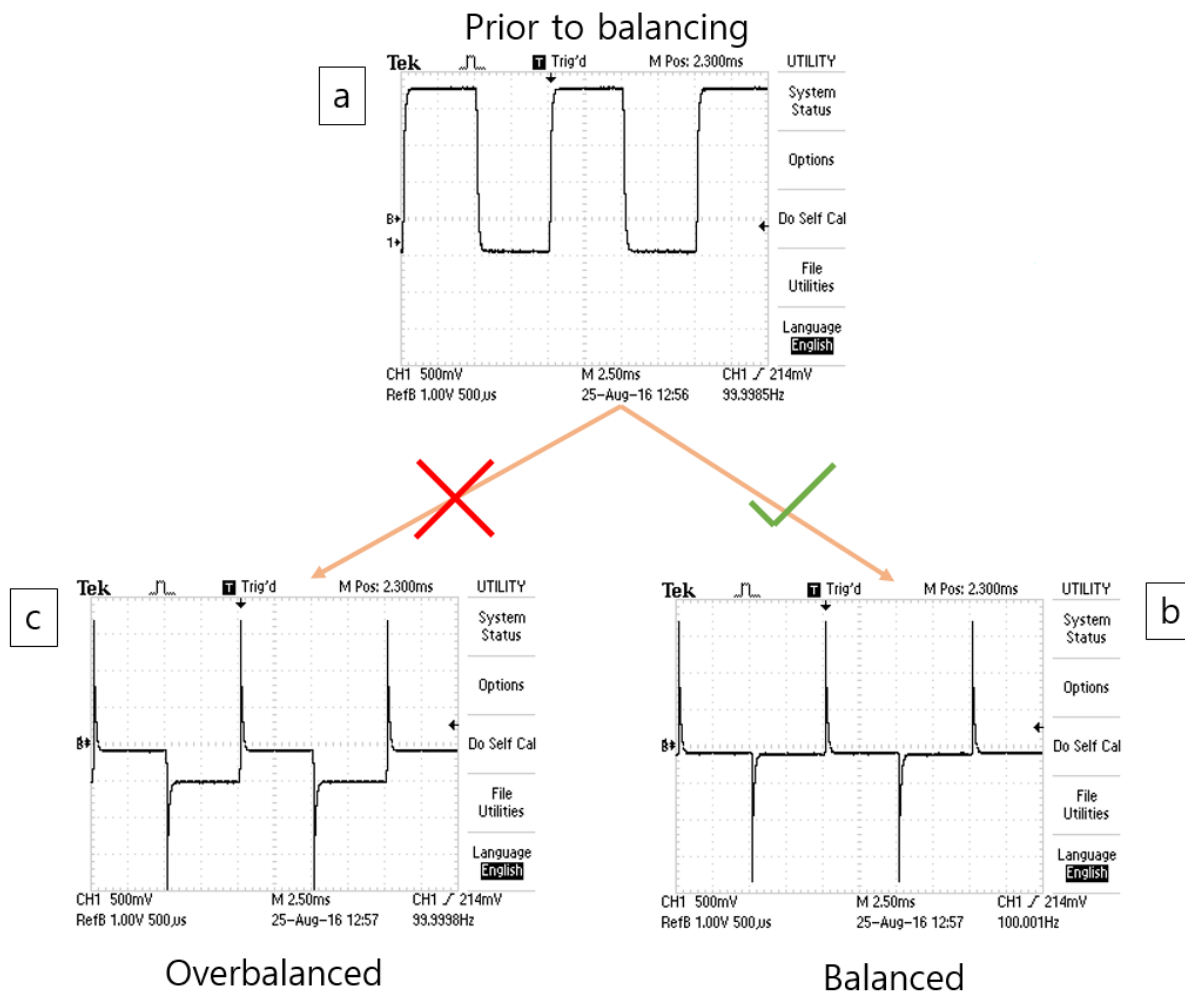 Prior to balancing
a
Tek Trig'd M Pos: 2.300ms UTILITY
System
Status
Options
B
Do Self Cal
1
File
Utilities
Language
English
CH1 500mV M 2.50ms CH1 214mV
RefB 1.00V 500µs 25-Aug-16 12:56 99.9985Hz
c
Tek T Trig'd M Pos: 2.300ms UTILITY
System
Status
Options
B Do Self Cal
File
Utilities
Language
English
CH1 500mV M 2.50ms CH1 214mV
RefB 1.00V 500µs 25-Aug-16 12:57 99.9998Hz
Overbalanced
Tek T Trig'd M Pos: 2.300ms UTILITY
b
System
Status
Options
B Do Self Cal
File
Utilities
Language
English
CH1 500mV M 2.50ms CH1 214mV
RefB 1.00V 500µs 25-Aug-16 12:57 100.001Hz
Balanced